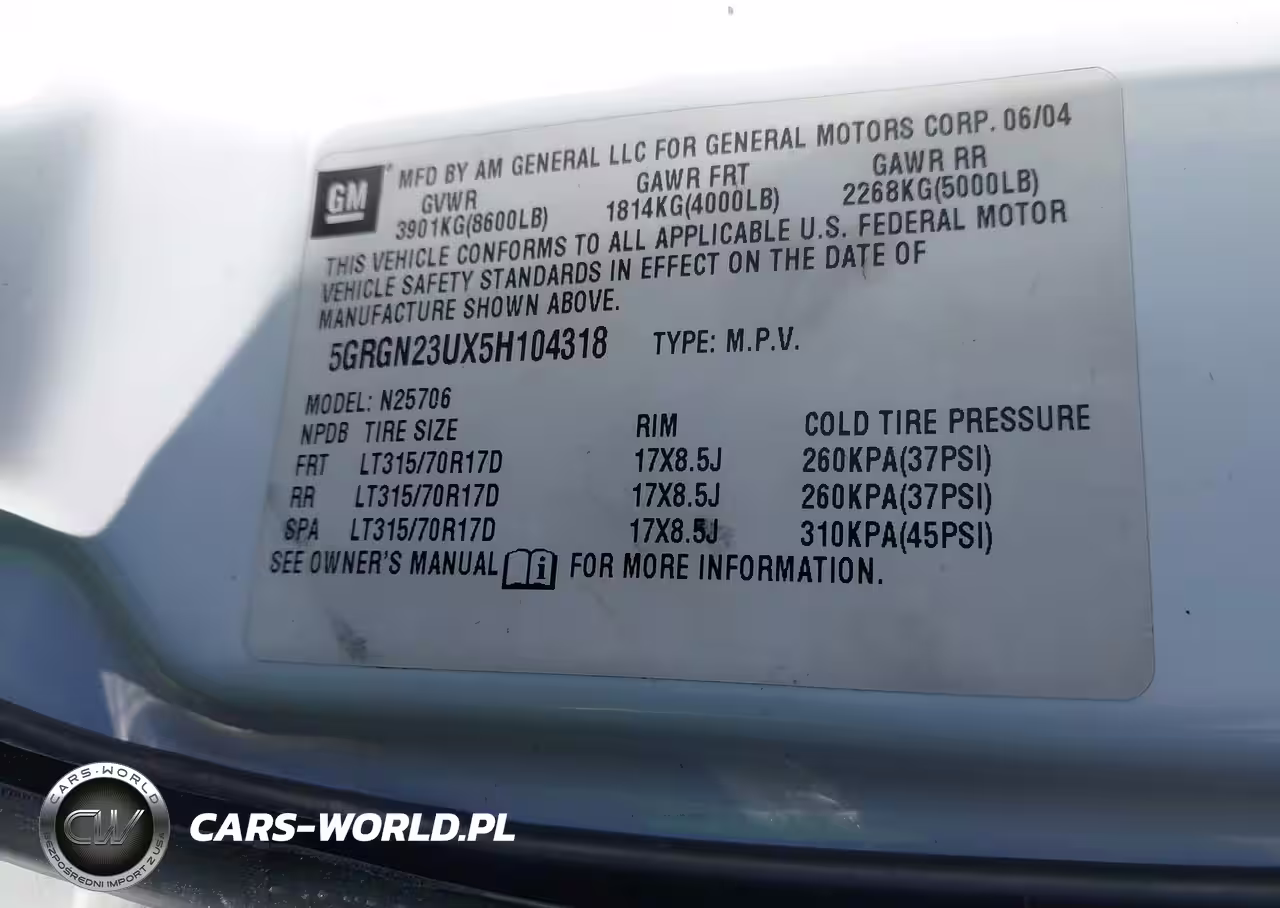 GM
MFD BY AM GENERAL LLC FOR GENERAL MOTORS CORP. 06/04
GVWR GAWR FRT GAWR RR
3901KG(8600LB) 1814KG(4000LB) 2268KG(5000LB)
THIS VEHICLE CONFORMS TO ALL APPLICABLE U.S. FEDERAL MOTOR
VEHICLE SAFETY STANDARDS IN EFFECT ON THE DATE OF
MANUFACTURE SHOWN ABOVE.
5GRGN23UX5H104318 TYPE: M.P.V.
MODEL: N25706
NPDB TIRE SIZE RIM COLD TIRE PRESSURE
FRT LT315/70R17D 17X8.5J 260KPA(37PSI)
RR LT315/70R17D 17X8.5J 260KPA(37PSI)
SPA LT315/70R17D 17X8.5J 310KPA(45PSI)
SEE OWNER'S MANUAL i FOR MORE INFORMATION.
CARS-WORLD
CW
BEZPOŚREDNI IMPORT Z USA
CARS-WORLD.PL